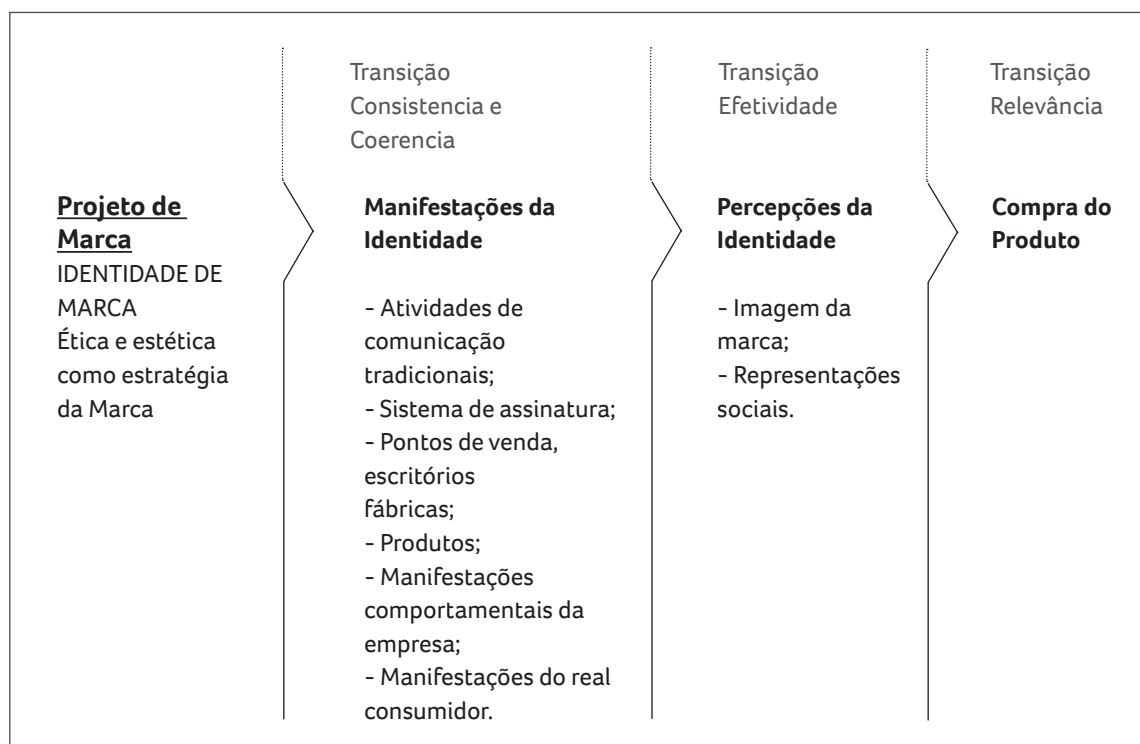 Transição
Consistencia e
Coerencia
Transição
Efetividade
Transição
Relevância
Projeto de
Marca
IDENTIDADE DE
MARCA
Ética e estética
como estratégia
da Marca
Manifestações da
Identidade
- Atividades de
comunicação
tradicionais;
- Sistema de assinatura;
- Pontos de venda,
escritórios
fábricas;
- Produtos;
- Manifestações
comportamentais da
empresa;
- Manifestações do real
consumidor.
Percepções da
Identidade
- Imagem da
marca;
- Representações
sociais.
Compra do
Produto